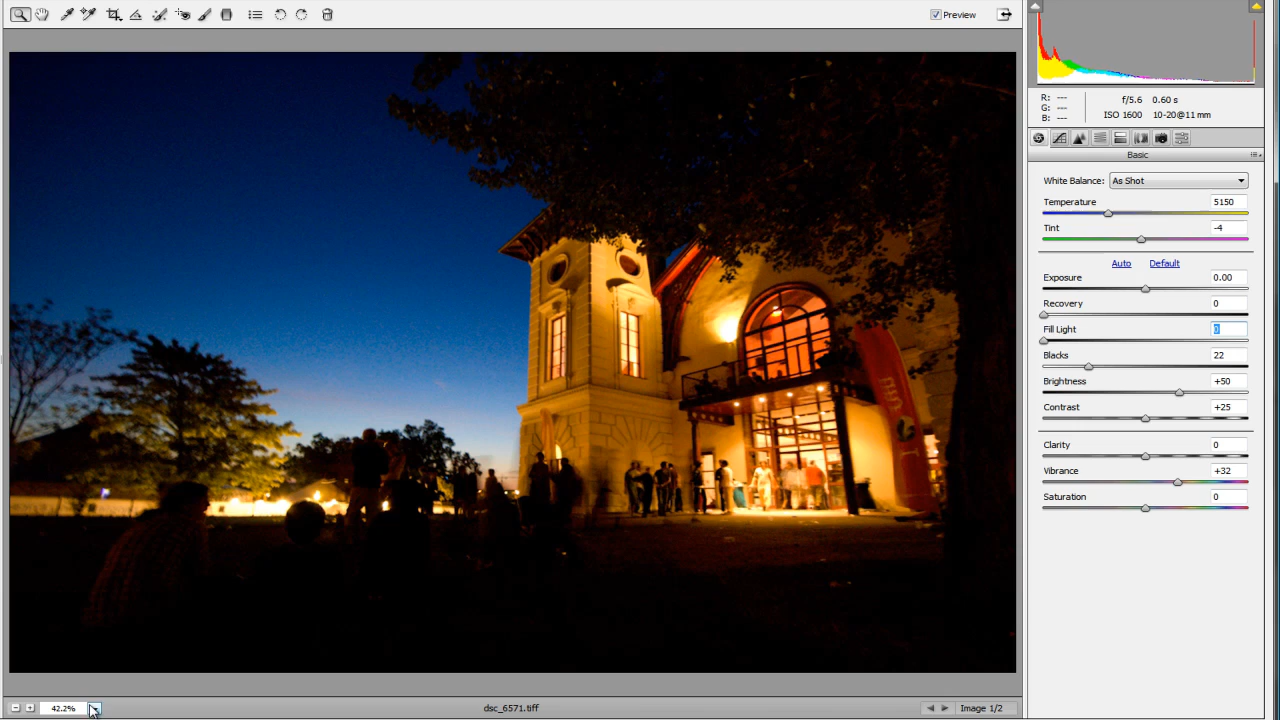 Preview
R: ---
G: ---
B: ---
f/5.6 0.60 s
ISO 1600 10-20@11 mm
Basic
White Balance: As Shot
Temperature 5150
Tint -4
Auto Default
Exposure 0.00
Recovery 0
Fill Light 0
Blacks 22
Brightness +50
Contrast +25
Clarity 0
Vibrance +32
Saturation 0
42.2%
dsc_6571.tiff
Image 1/2